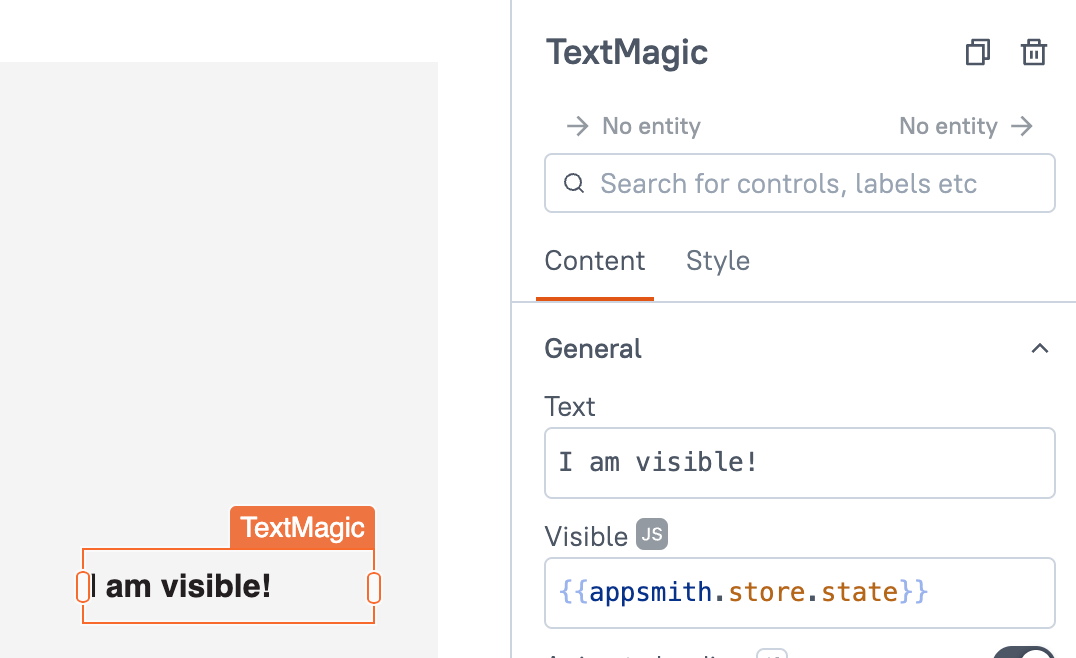 TextMagic
No entity
No entity
Search for controls, labels etc
Content Style
General
Text
I am visible!
Visible JS
{{appsmith.store.state}}
TextMagic
I am visible!